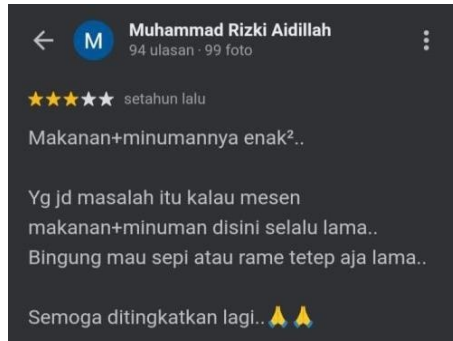 M Muhammad Rizki Aidillah
94 ulasan · 99 foto
setahun lalu
Makanan+minumannya enak²..
Yg jd masalah itu kalau mesen
makanan+minuman disini selalu lama..
Bingung mau sepi atau rame tetep aja lama..
Semoga ditingkatkan lagi..🙏🙏